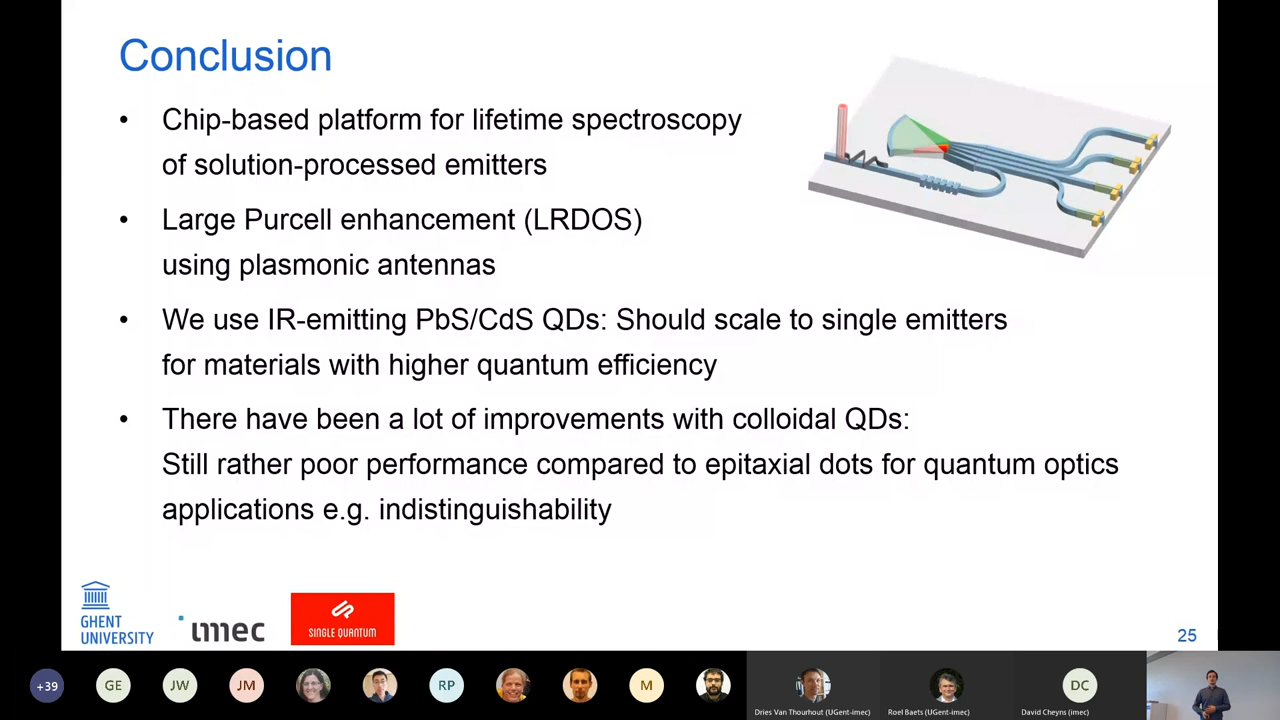 Conclusion
• Chip-based platform for lifetime spectroscopy
of solution-processed emitters
• Large Purcell enhancement (LRDOS)
using plasmonic antennas
• We use IR-emitting PbS/CdS QDs: Should scale to single emitters
for materials with higher quantum efficiency
• There have been a lot of improvements with colloidal QDs:
Still rather poor performance compared to epitaxial dots for quantum optics
applications e.g. indistinguishability
GHENT
UNIVERSITY
imec
SINGLE QUANTUM
25
+39
GE
JW
JM
RP
M
Dries Van Thourhout (UGent-imec)
Roel Baets (UGent-imec)
DC
David Cheyns (imec)